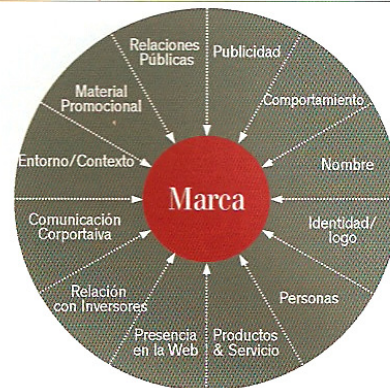 Relaciones
Públicas
Publicidad
Comportamiento
Nombre
Identidad/
logo
Personas
Productos
& Servicio
Presencia
en la Web
Relación
con Inversores
Comunicación
Corportaiva
Entorno/Contexto
Material
Promocional
Marca